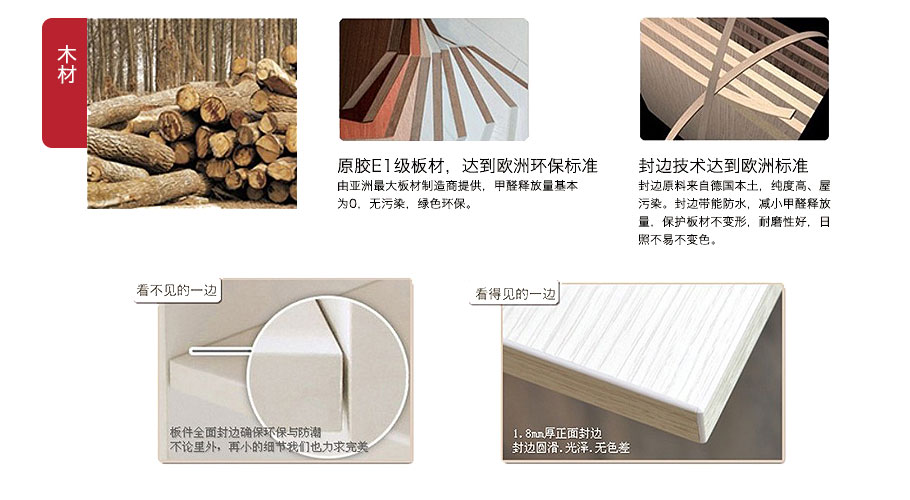 木材
原胶E1级板材，达到欧洲环保标准
由亚洲最大板材制造商提供，甲醛释放量基本
为0，无污染，绿色环保。
封边技术达到欧洲标准
封边原料来自德国本土，纯度高、屋
污染。封边带能防水，减小甲醛释放
量，保护板材不变形，耐磨性好，日
照不易不变色。
看不见的一边
板件全面封边确保环保与防潮
不论里外，再小的细节我们也力求完美
看得见的一边
1.8mm厚正面封边
封边圆滑.光泽.无色差